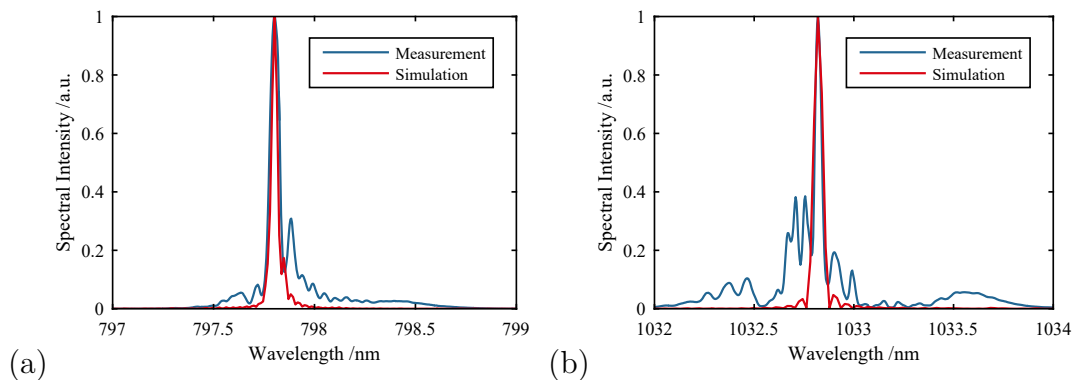 1
0.8
0.6
0.4
0.2
0
Spectral Intensity /a.u.
Measurement
Simulation
797
797.5
798
798.5
799
Wavelength /nm
(a)
1
0.8
0.6
0.4
0.2
0
Spectral Intensity /a.u.
Measurement
Simulation
1032
1032.5
1033
1033.5
1034
Wavelength /nm
(b)